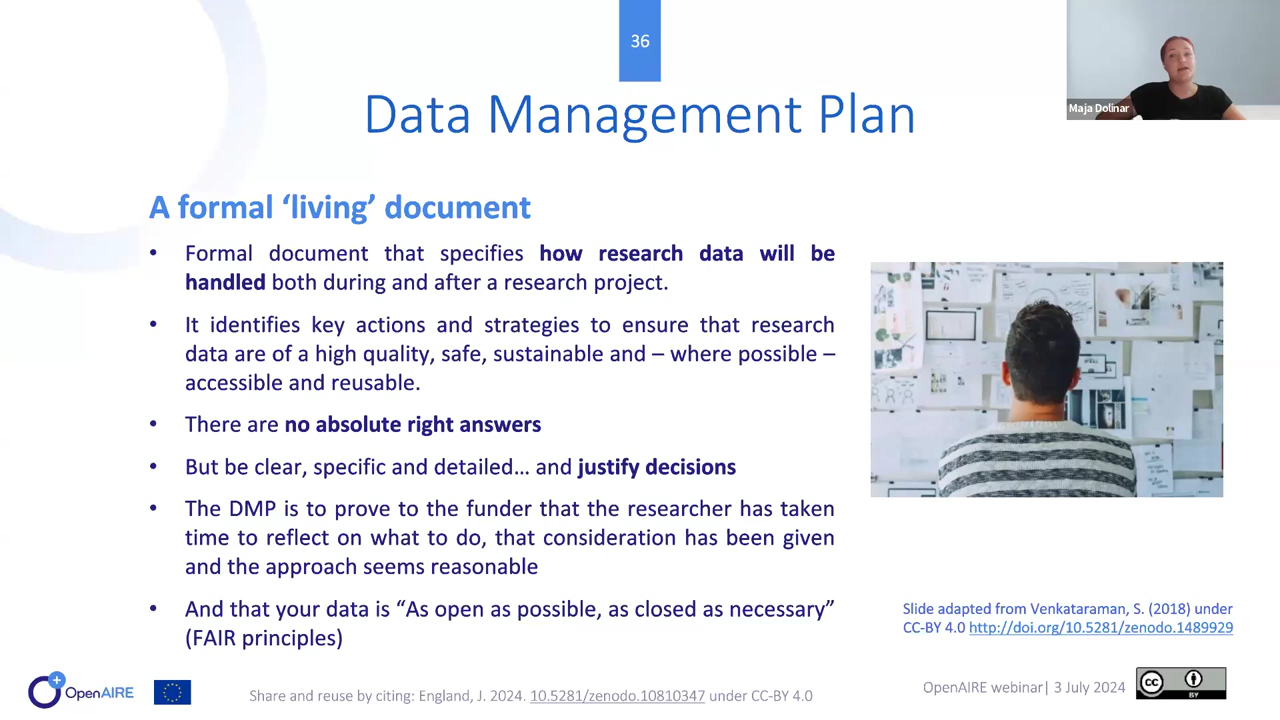 36
Maja Dolinar
Data Management Plan
A formal ‘living’ document
• Formal document that specifies how research data will be
handled both during and after a research project.
• It identifies key actions and strategies to ensure that research
data are of a high quality, safe, sustainable and – where possible –
accessible and reusable.
• There are no absolute right answers
• But be clear, specific and detailed… and justify decisions
• The DMP is to prove to the funder that the researcher has taken
time to reflect on what to do, that consideration has been given
and the approach seems reasonable
• And that your data is “As open as possible, as closed as necessary”
(FAIR principles)
Slide adapted from Venkataraman, S. (2018) under
CC-BY 4.0 http://doi.org/10.5281/zenodo.1489929
OpenAIRE
Share and reuse by citing: England, J. 2024. 10.5281/zenodo.10810347 under CC-BY 4.0
OpenAIRE webinar| 3 July 2024
cc
BY